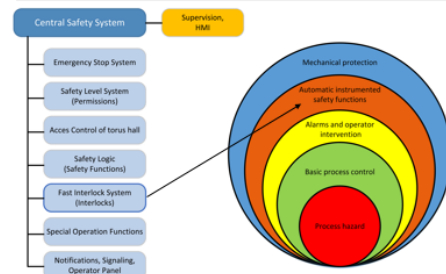 Central Safety System
Supervision,
HMI
Emergency Stop System
Safety Level System
(Permissions)
Acces Control of torus hall
Safety Logic
(Safety Functions)
Fast Interlock System
(Interlocks)
Special Operation Functions
Notifications, Signaling,
Operator Panel
Mechanical protection
Automatic instrumented
safety functions
Alarms and operator
intervention
Basic process control
Process hazard